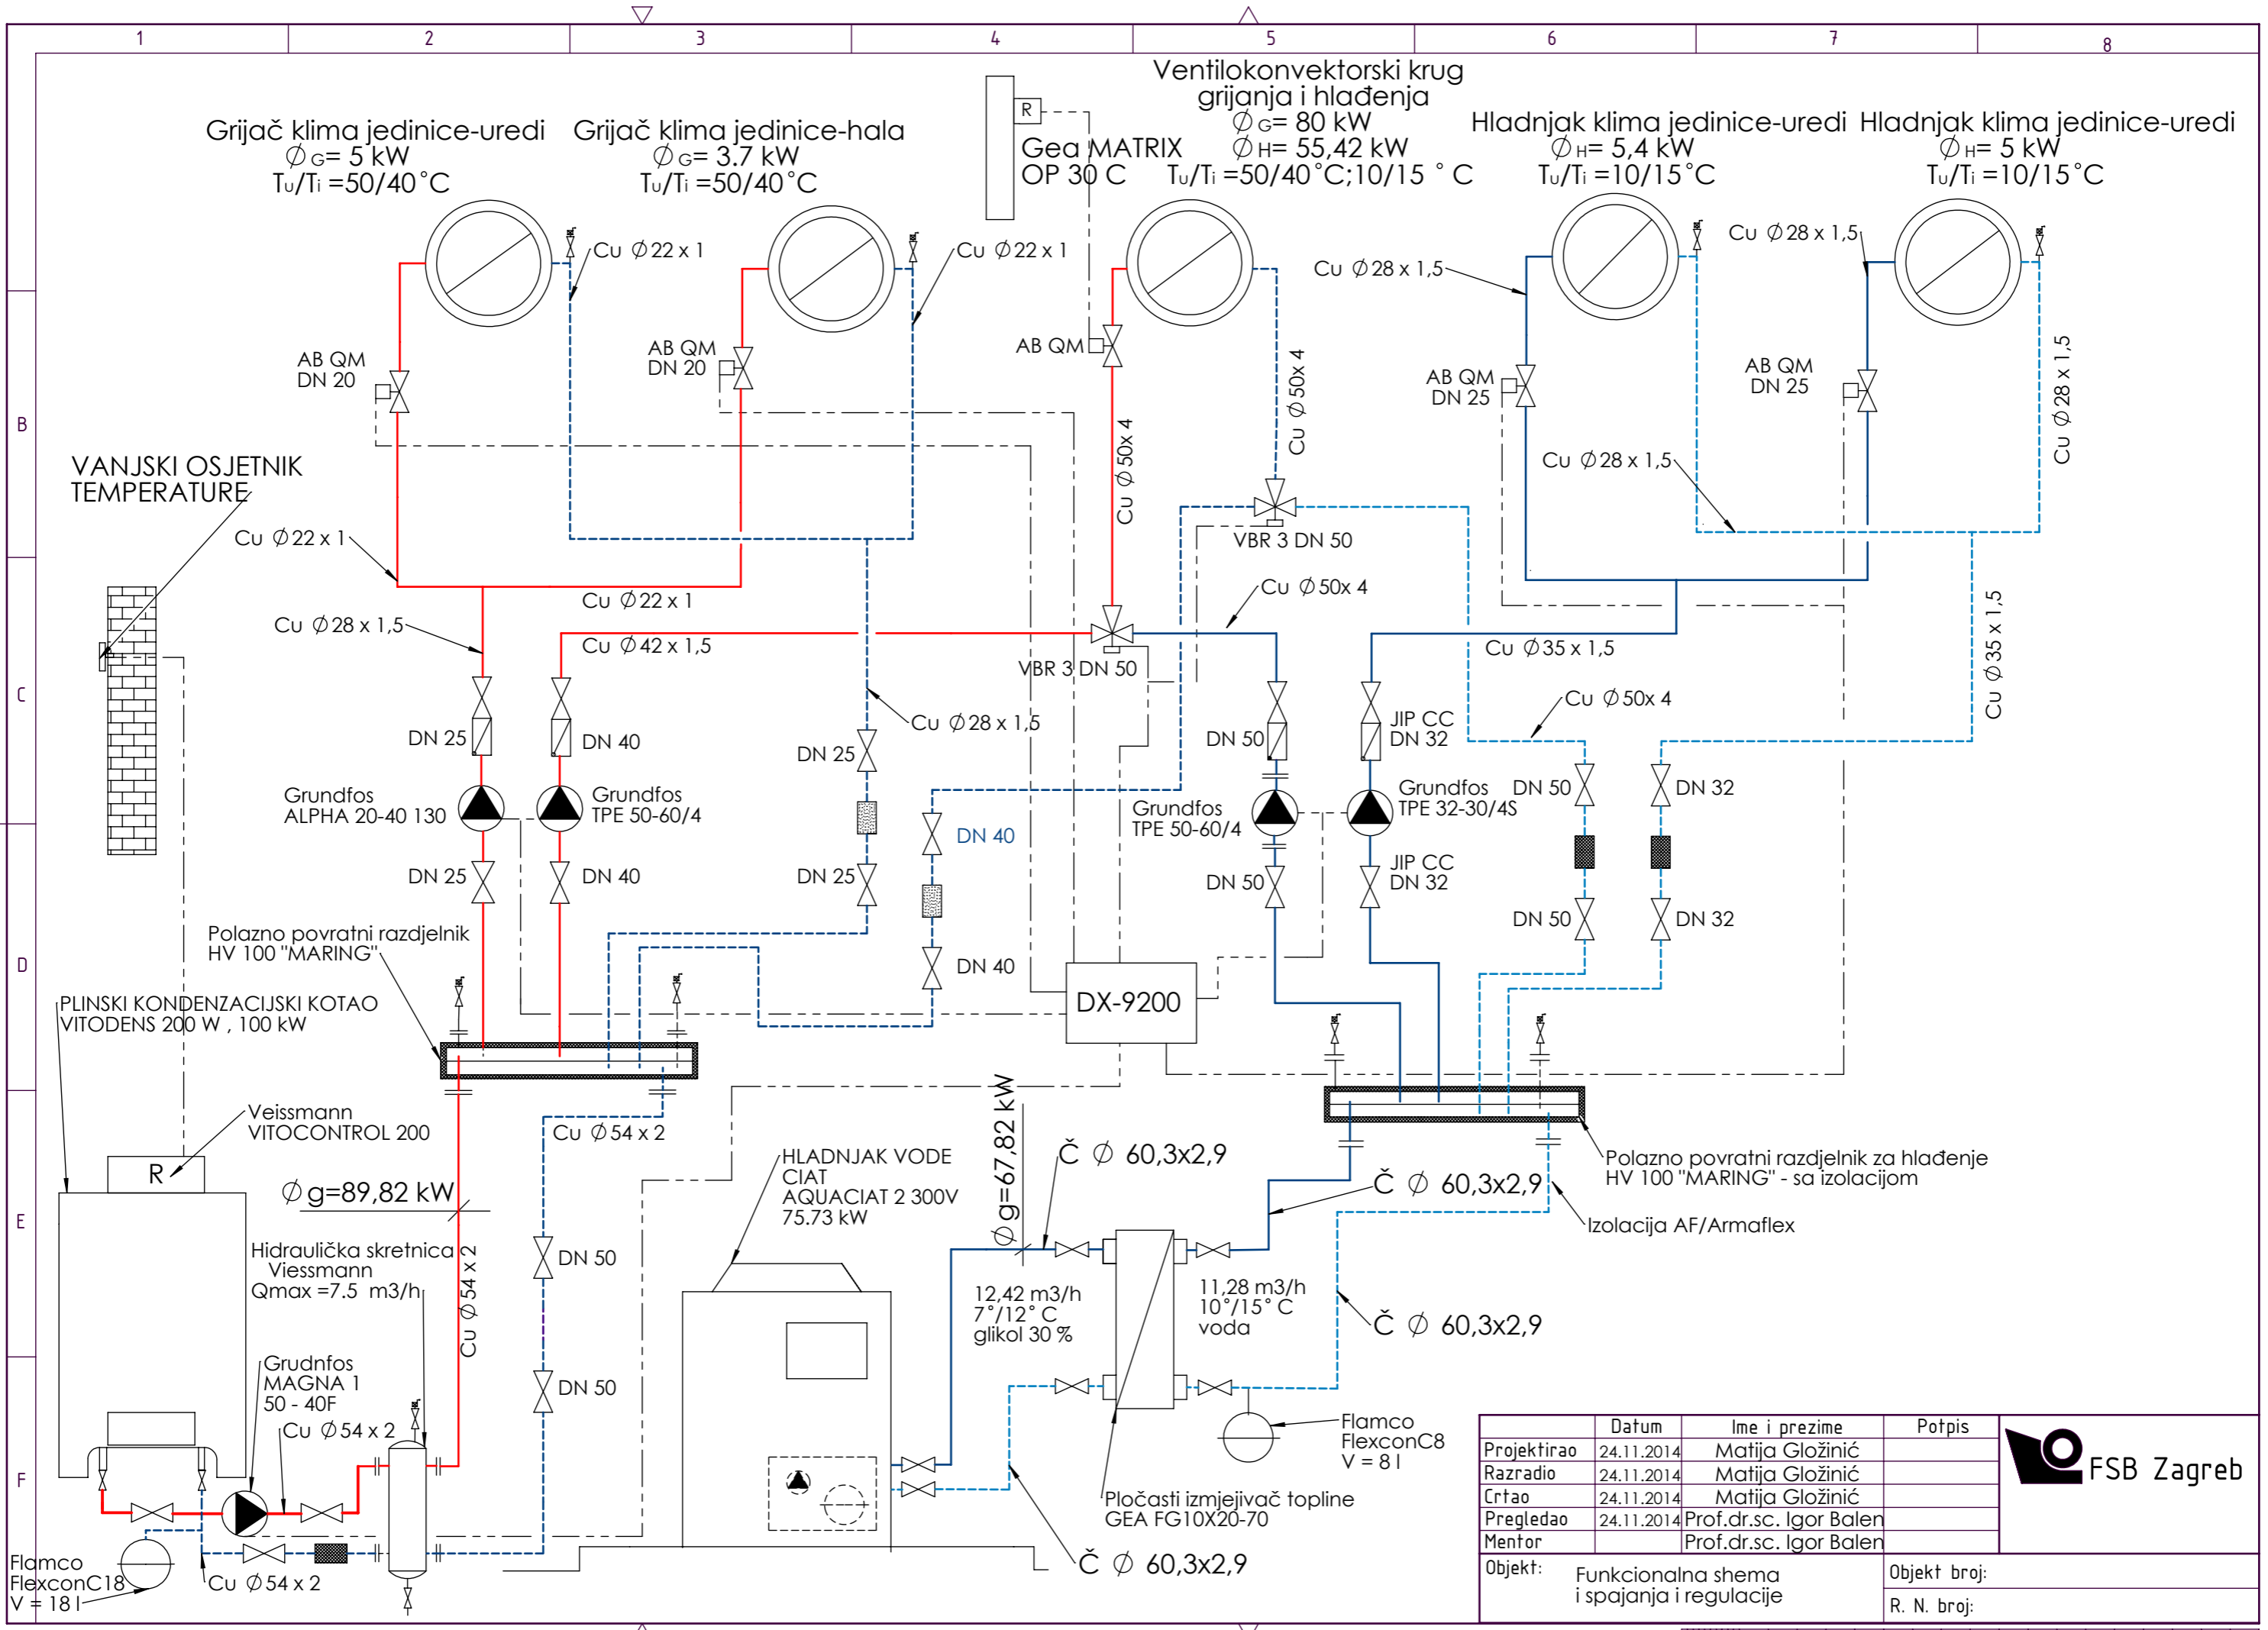 1 2 3 4 5 6 7 8
B
C
D
E
F
Grijač klima jedinice-uredi
∅G= 5 kW
Tu/Ti =50/40°C
Grijač klima jedinice-hala
∅G= 3.7 kW
Tu/Ti =50/40°C
R
Gea MATRIX
OP 30 C
Ventilokonvektorski krug
grijanja i hlađenja
∅G= 80 kW
∅H= 55,42 kW
Tu/Ti =50/40°C;10/15 ° C
Hladnjak klima jedinice-uredi
∅H= 5,4 kW
Tu/Ti =10/15°C
Hladnjak klima jedinice-uredi
∅H= 5 kW
Tu/Ti =10/15°C
Cu ∅22 x 1
Cu ∅22 x 1
Cu ∅28 x 1,5
Cu ∅28 x 1,5
AB QM
DN 20
AB QM
DN 20
AB QM
AB QM
DN 25
AB QM
DN 25
Cu ∅50x 4
Cu ∅50x 4
Cu ∅28 x 1,5
Cu ∅28 x 1,5
VANJSKI OSJETNIK
TEMPERATURE
Cu ∅22 x 1
VBR 3 DN 50
Cu ∅22 x 1
Cu ∅50x 4
Cu ∅28 x 1,5
Cu ∅42 x 1,5
VBR 3 DN 50
Cu ∅35 x 1,5
Cu ∅35 x 1,5
Cu ∅50x 4
Cu ∅28 x 1,5
DN 25
DN 40
DN 25
DN 50
JIP CC
DN 32
DN 50
DN 32
Grundfos
ALPHA 20-40 130
Grundfos
TPE 50-60/4
Grundfos
TPE 50-60/4
Grundfos
TPE 32-30/4S
DN 40
DN 25
DN 40
DN 25
DN 50
JIP CC
DN 32
DN 50
DN 32
Polazno povratni razdjelnik
HV 100 "MARING"
DN 40
DX-9200
PLINSKI KONDENZACIJSKI KOTAO
VITODENS 200 W , 100 kW
Veissmann
VITOCONTROL 200
R
Cu ∅54 x 2
∅g=89,82 kW
Cu ∅54 x 2
Hidraulička skretnica
Viessmann
Qmax =7.5 m3/h
DN 50
DN 50
HLADNJAK VODE
CIAT
AQUACIAT 2 300V
75.73 kW
∅g=67,82 kW
Č ∅ 60,3x2,9
Č ∅ 60,3x2,9
Polazno povratni razdjelnik za hlađenje
HV 100 "MARING" - sa izolacijom
Izolacija AF/Armaflex
12,42 m3/h
7°/12° C
glikol 30 %
11,28 m3/h
10°/15° C
voda
Č ∅ 60,3x2,9
Grudnfos
MAGNA 1
50 - 40F
Cu ∅54 x 2
Flamco
FlexconC8
V = 8 l
Pločasti izmjejivač topline
GEA FG10X20-70
Č ∅ 60,3x2,9
Flamco
FlexconC18
V = 18 l
Cu ∅54 x 2
Datum Ime i prezime Potpis
Projektirao 24.11.2014 Matija Gložinić
Razradio 24.11.2014 Matija Gložinić
Crtao 24.11.2014 Matija Gložinić
Pregledao 24.11.2014 Prof.dr.sc. Igor Balen
Mentor Prof.dr.sc. Igor Balen
FSB Zagreb
Objekt: Funkcionalna shema
i spajanja i regulacije
Objekt broj:
R. N. broj: